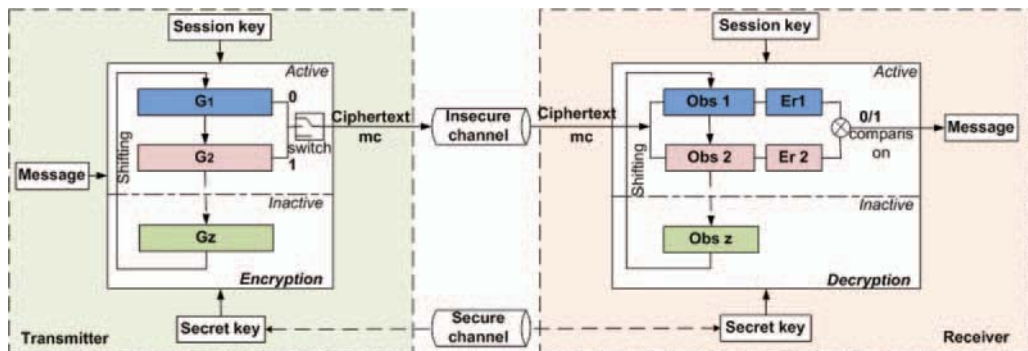 Session key
Active
G1
0
Shifting
switch
G2
1
Message
Inactive
Gz
Encryption
Secret key
Transmitter
Ciphertext
mc
Insecure
channel
Secure
channel
Ciphertext
mc
Session key
Active
Obs 1
Er1
0/1
comparis
on
Shifting
Obs 2
Er 2
Message
Inactive
Obs z
Decryption
Secret key
Receiver